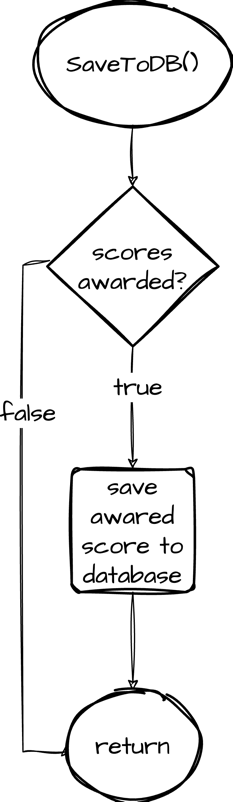 SaveToDB()
scores
awarded?
true
false
save
awared
score to
database
return